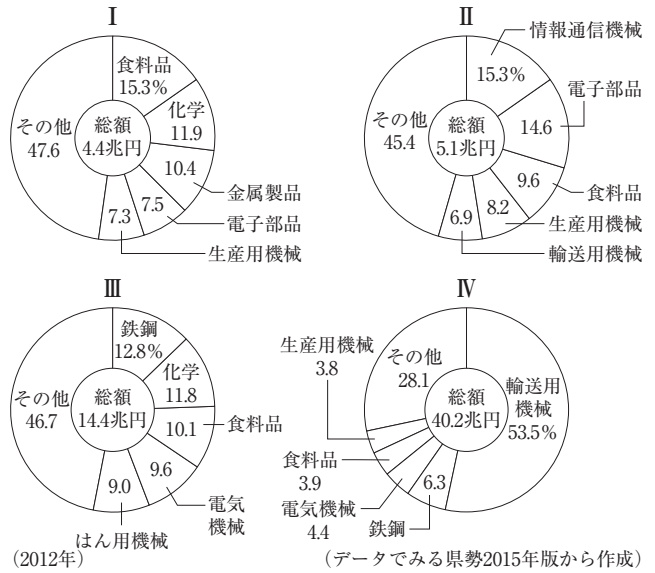 Ⅰ
食料品
15.3%
化学
11.9
10.4
金属製品
7.5
電子部品
7.3
生産用機械
その他
47.6
総額
4.4兆円
Ⅱ
情報通信機械
15.3%
電子部品
14.6
9.6
食料品
8.2
生産用機械
6.9
輸送用機械
その他
45.4
総額
5.1兆円
Ⅲ
鉄鋼
12.8%
化学
11.8
10.1
食料品
9.6
電気
機械
9.0
はん用機械
その他
46.7
総額
14.4兆円
Ⅳ
輸送用
機械
53.5%
6.3
鉄鋼
電気機械
4.4
食料品
3.9
生産用機械
3.8
その他
28.1
総額
40.2兆円
(2012年)
(データでみる県勢2015年版から作成)